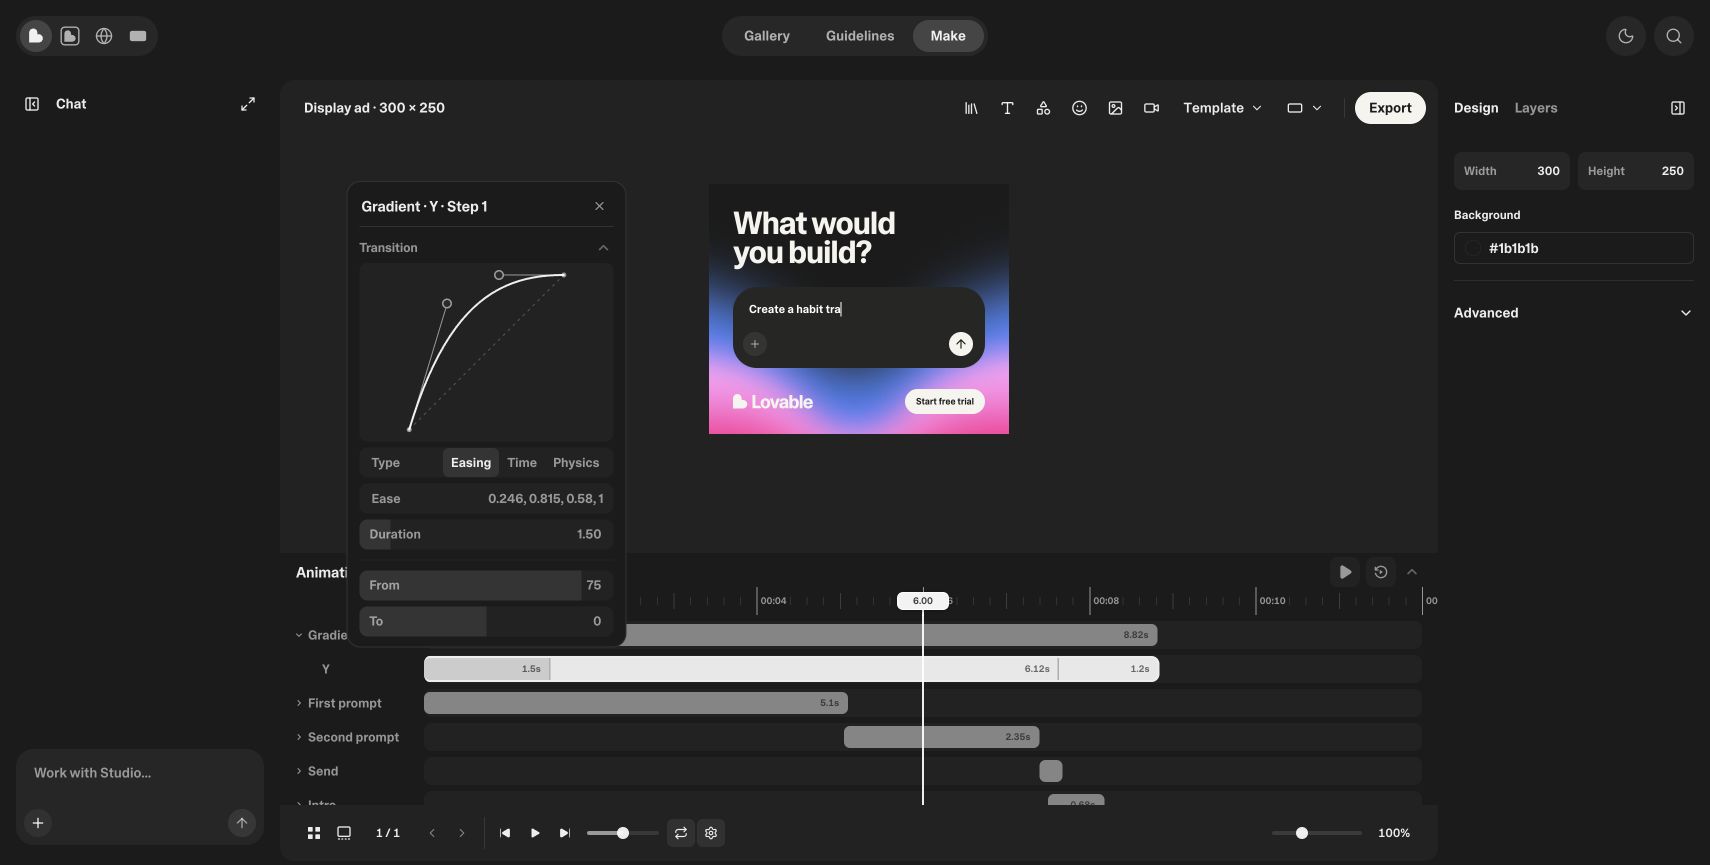 Gallery
Guidelines
Make
Chat
Display ad · 300 × 250
Template
Export
Design
Layers
Width 300
Height 250
Background
#1b1b1b
Advanced
Gradient · Y · Step 1
Transition
Type
Easing
Time
Physics
Ease
0.246, 0.815, 0.58, 1
Duration
1.50
From
75
To
0
What would
you build?
Create a habit tra
Lovable
Start free trial
Animati
00:04
6.00
00:08
00:10
00
Gradie
8.82s
Y
1.5s
6.12s
1.2s
First prompt
5.1s
Second prompt
2.35s
Send
Intro
0.68s
Work with Studio...
1 / 1
100%